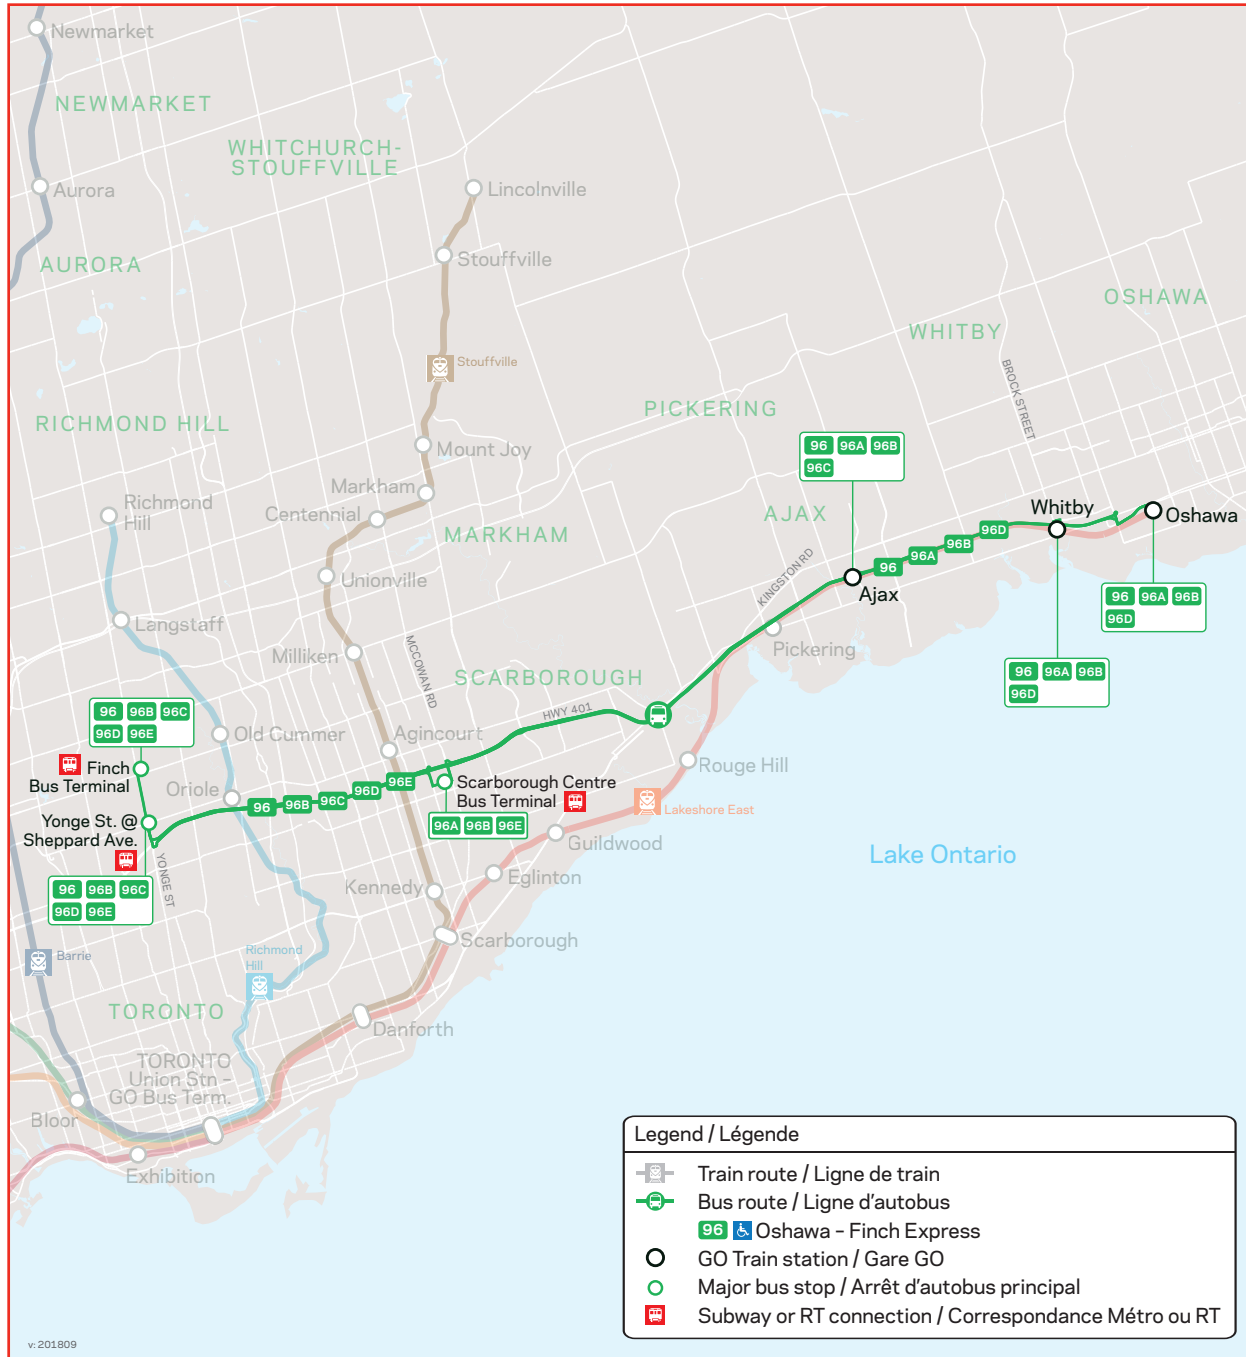 Newmarket
NEWMARKET
WHITCHURCH-
STOUFFVILLE
Aurora
Lincolnville
AURORA
Stouffville
OSHAWA
WHITBY
Stouffville
BROCK STREET
PICKERING
RICHMOND HILL
Mount Joy
96 96A 96B
96C
Markham
Richmond
Hill
Centennial
MARKHAM
AJAX
Whitby
Oshawa
96 96A 96B 96D
KINGSTON RD
Ajax
Unionville
96 96A 96B
96D
Langstaff
Milliken
Pickering
MCCOWAN RD
SCARBOROUGH
96 96A 96B
96D
HWY 401
96 96B 96C
96D 96E
Old Cummer
Agincourt
Finch
Bus Terminal
Rouge Hill
Oriole
96 96B 96C 96D 96E
Scarborough Centre
Bus Terminal
Lakeshore East
96A 96B 96E
Yonge St. @
Sheppard Ave.
Guildwood
Lake Ontario
YONGE ST
96 96B 96C
96D 96E
Kennedy
Eglinton
Scarborough
Barrie
Richmond
Hill
TORONTO
Danforth
TORONTO
Union Stn -
GO Bus Term.
Bloor
Exhibition
Legend / Légende
Train route / Ligne de train
Bus route / Ligne d'autobus
96 Oshawa - Finch Express
GO Train station / Gare GO
Major bus stop / Arrêt d'autobus principal
Subway or RT connection / Correspondance Métro ou RT
v: 201809